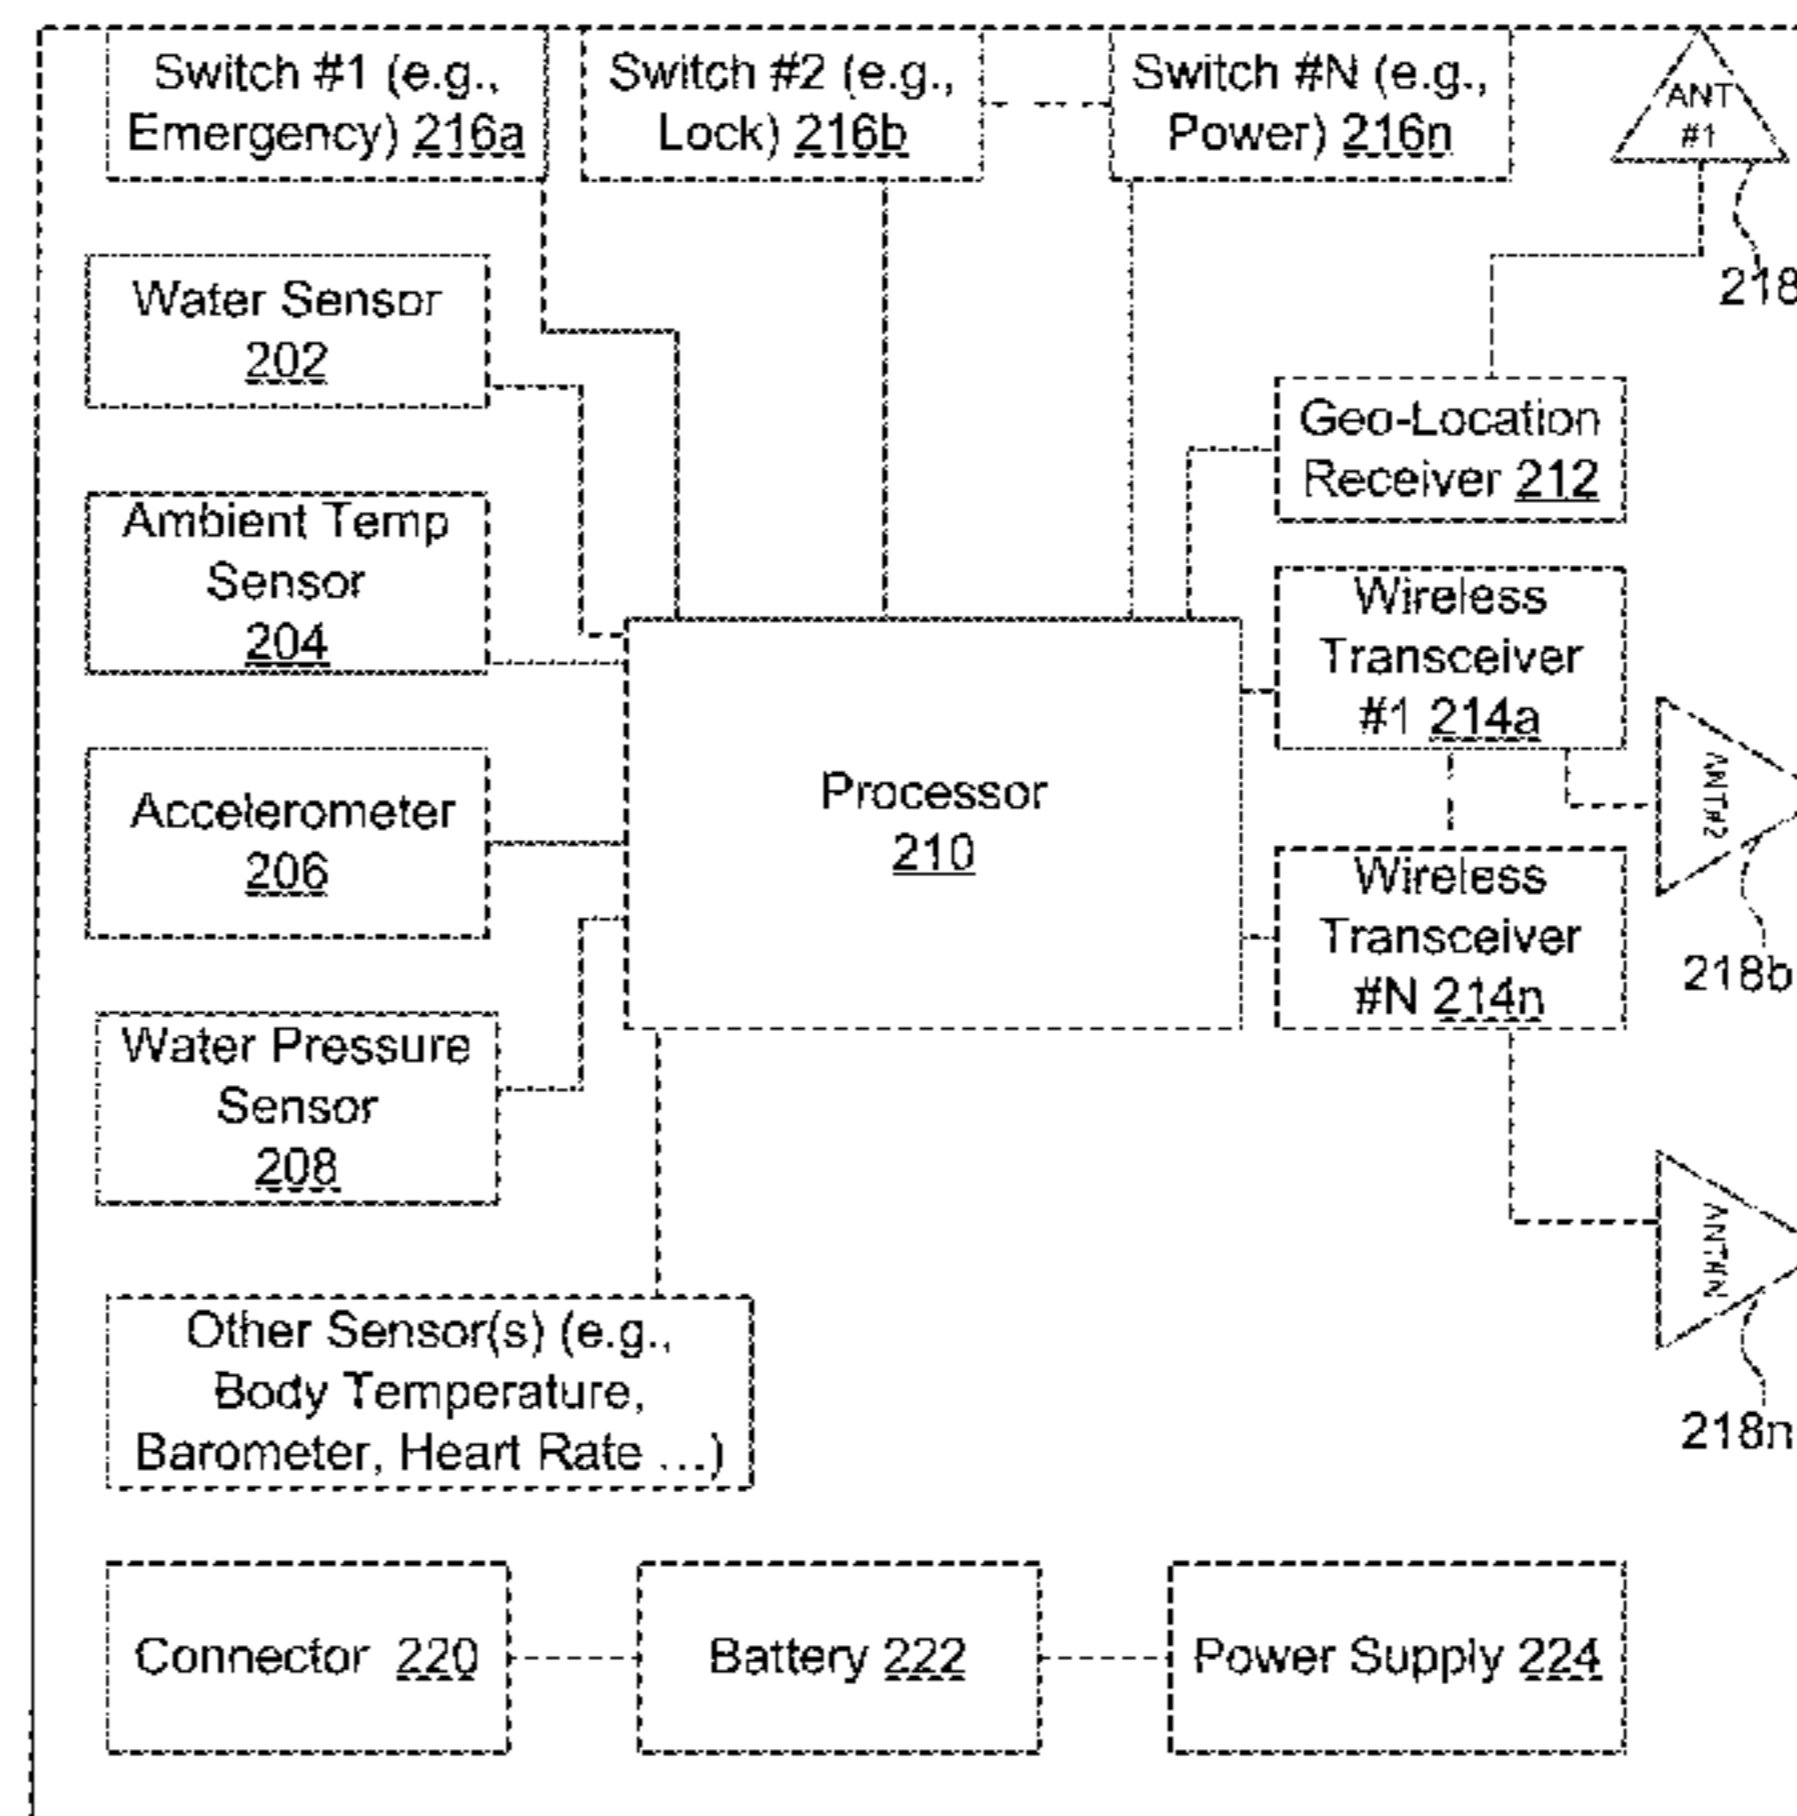 Switch #1 (e.g.,
Emergency) 216a
Switch #2 (e.g.,
Lock) 216b
Switch #N (e.g.,
Power) 216n
ANT
#1
218
Water Sensor
202
Geo-Location
Receiver 212
Ambient Temp
Sensor
204
Wireless
Transceiver
#1 214a
ANT#2
218b
Accelerometer
206
Processor
210
Wireless
Transceiver
#N 214n
Water Pressure
Sensor
208
ANT#N
218n
Other Sensor(s) (e.g.,
Body Temperature,
Barometer, Heart Rate ...)
Connector 220
Battery 222
Power Supply 224